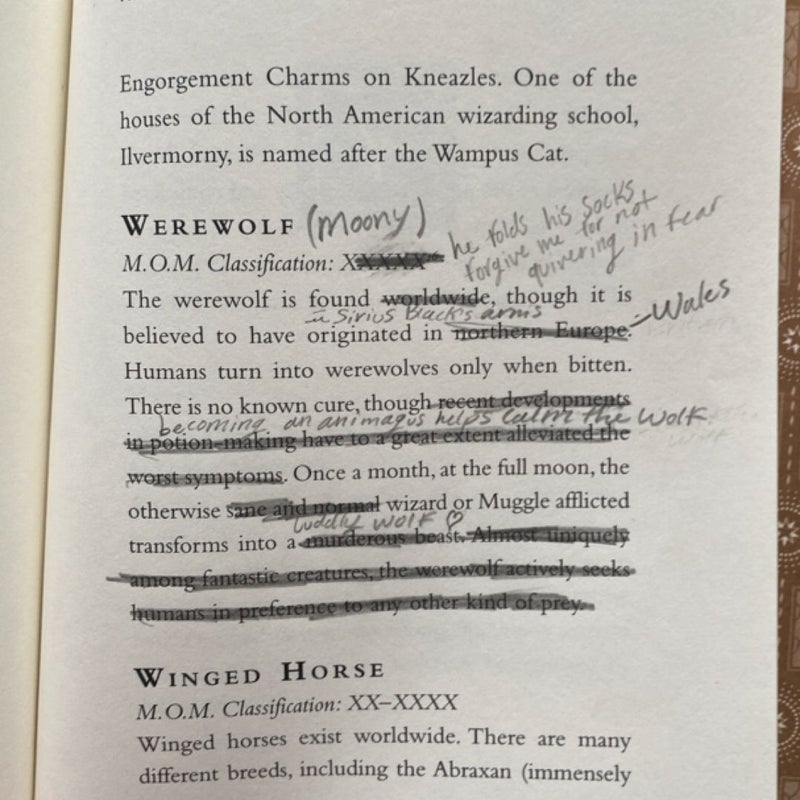 Engorgement Charms on Kneazles. One of the
houses of the North American wizarding school,
Ilvermorny, is named after the Wampus Cat.
WEREWOLF (Moony)
he folds his socks
forgive me for not
quivering in fear
M.O.M. Classification: XXXXX
The werewolf is found worldwide, though it is
in Sirius Black's arms
Wales
believed to have originated in northern Europe.
Humans turn into werewolves only when bitten.
There is no known cure, though recent developments
becoming an animagus helps calm the Wolf
in potion-making have to a great extent alleviated the
worst symptoms. Once a month, at the full moon, the
otherwise sane and normal wizard or Muggle afflicted
cuddly wolf ♡
transforms into a murderous beast. Almost uniquely
among fantastic creatures, the werewolf actively seeks
humans in preference to any other kind of prey.
WINGED HORSE
M.O.M. Classification: XX–XXXX
Winged horses exist worldwide. There are many
different breeds, including the Abraxan (immensely